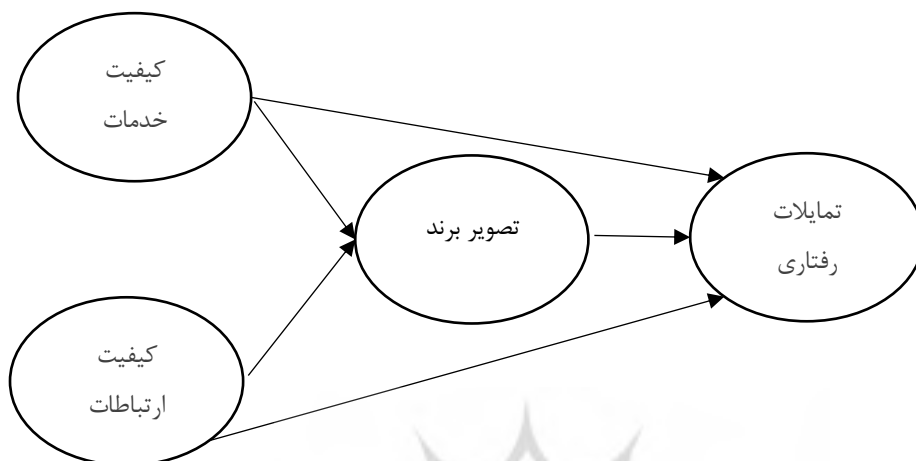 کیفیت
خدمات
تصویر برند
تمایلات
رفتاری
کیفیت
ارتباطات